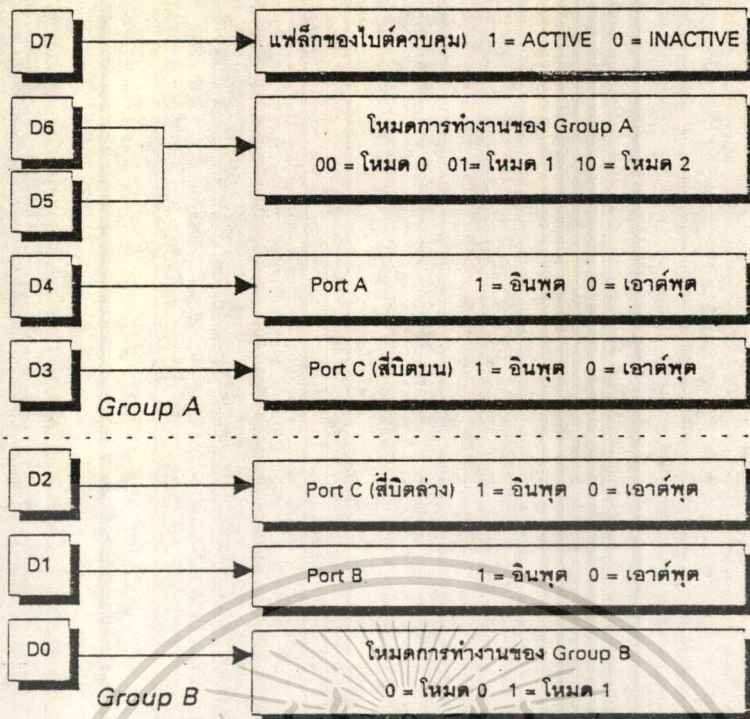 D7
แฟล็กของไบต์ควบคุม) 1 = ACTIVE 0 = INACTIVE
D6
D5
โหมดการทำงานของ Group A
00 = โหมด 0 01= โหมด 1 10 = โหมด 2
D4
Port A 1 = อินพุต 0 = เอาต์พุต
D3
Port C (สี่บิตบน) 1 = อินพุต 0 = เอาต์พุต
Group A
D2
Port C (สี่บิตล่าง) 1 = อินพุต 0 = เอาต์พุต
D1
Port B 1 = อินพุต 0 = เอาต์พุต
D0
โหมดการทำงานของ Group B
0 = โหมด 0 1 = โหมด 1
Group B